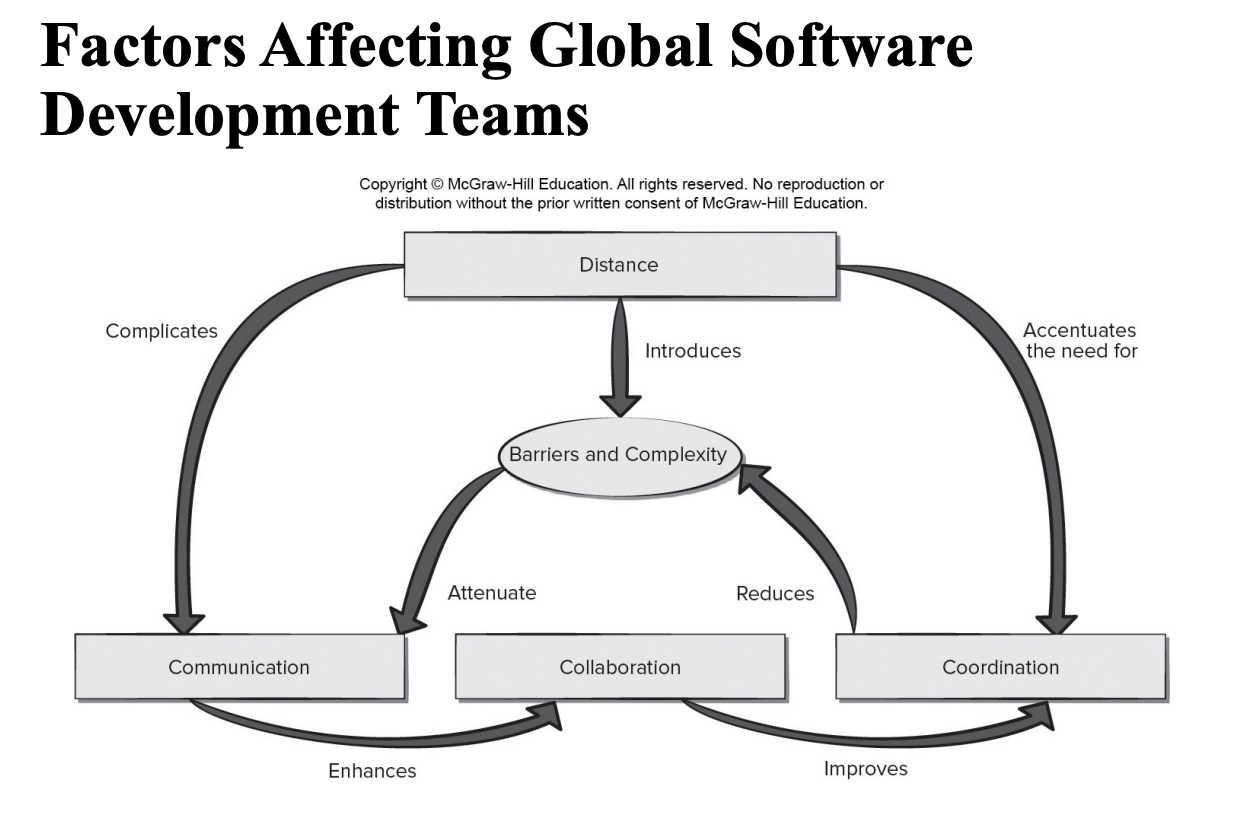 Factors Affecting Global Software
Development Teams
Copyright © McGraw-Hill Education. All rights reserved. No reproduction or
distribution without the prior written consent of McGraw-Hill Education.
Distance
Complicates
Introduces
Accentuates
the need for
Barriers and Complexity
Attenuate
Reduces
Communication
Collaboration
Coordination
Enhances
Improves